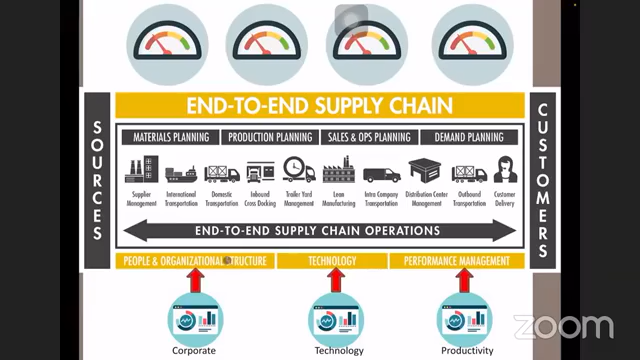 END-TO-END SUPPLY CHAIN
SOURCES
CUSTOMERS
MATERIALS PLANNING
PRODUCTION PLANNING
SALES & OPS PLANNING
DEMAND PLANNING
Supplier
Management
International
Transportation
Domestic
Transportation
Inbound
Cross Docking
Trailer Yard
Management
Lean
Manufacturing
Intra Company
Transportation
Distribution Center
Management
Outbound
Transportation
Customer
Delivery
END-TO-END SUPPLY CHAIN OPERATIONS
PEOPLE & ORGANIZATIONAL STRUCTURE
TECHNOLOGY
PERFORMANCE MANAGEMENT
Corporate
Technology
Productivity
zoom